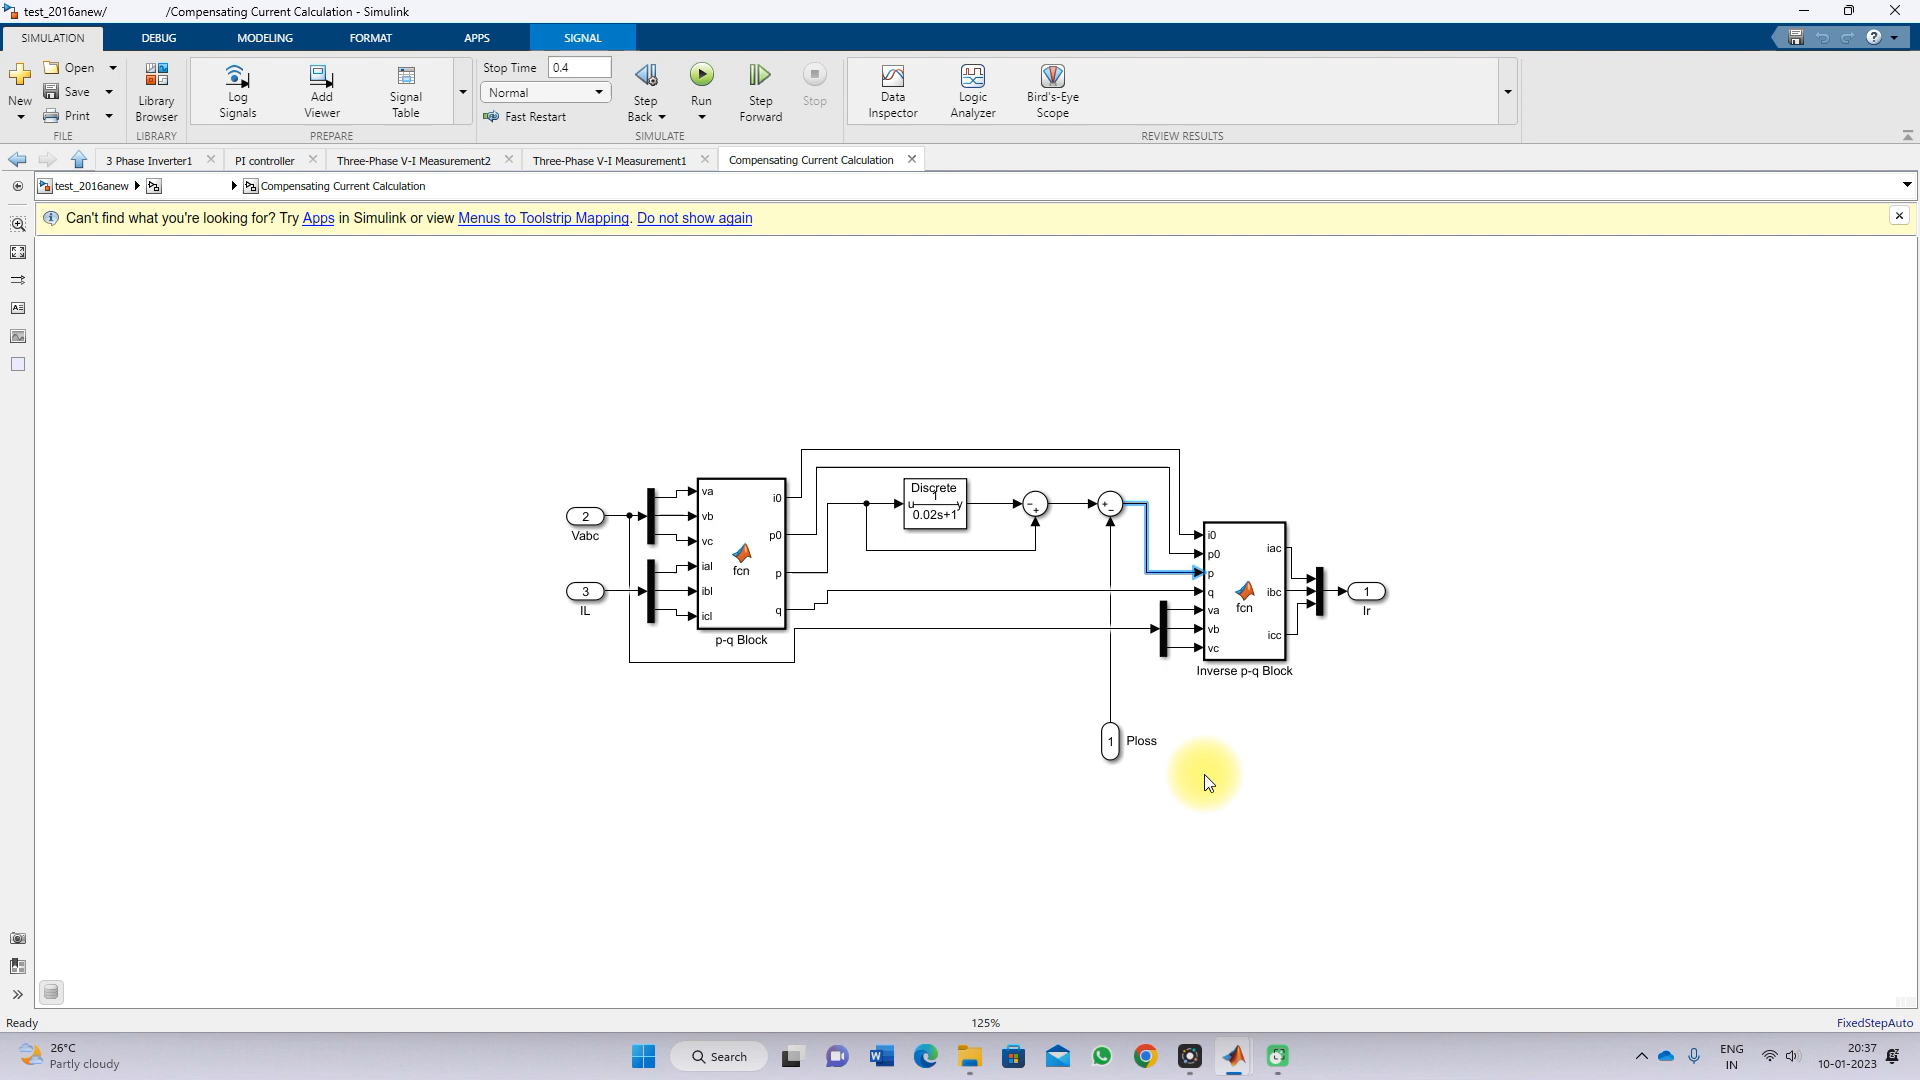 test_2016anew/ /Compensating Current Calculation - Simulink
SIMULATION DEBUG MODELING FORMAT APPS SIGNAL
New
Open
Save
Print
FILE
Library Browser
LIBRARY
Log Signals
Add Viewer
Signal Table
PREPARE
Stop Time 0.4
Normal
Fast Restart
Step Back
Run
Step Forward
Stop
SIMULATE
Data Inspector
Logic Analyzer
Bird's-Eye Scope
REVIEW RESULTS
3 Phase Inverter1 PI controller Three-Phase V-I Measurement2 Three-Phase V-I Measurement1 Compensating Current Calculation
test_2016anew Compensating Current Calculation
Can't find what you're looking for? Try Apps in Simulink or view Menus to Toolstrip Mapping. Do not show again
2
Vabc
3
IL
va
vb
vc
ial
ibl
icl
fcn
i0
p0
p
q
p-q Block
Discrete
u 1 y
0.02s+1
-
+
+
-
i0
p0
p
q
va
vb
vc
fcn
iac
ibc
icc
Inverse p-q Block
1
Ir
1 Ploss
Ready 125% FixedStepAuto
26°C
Partly cloudy
Search
ENG
IN
20:37
10-01-2023